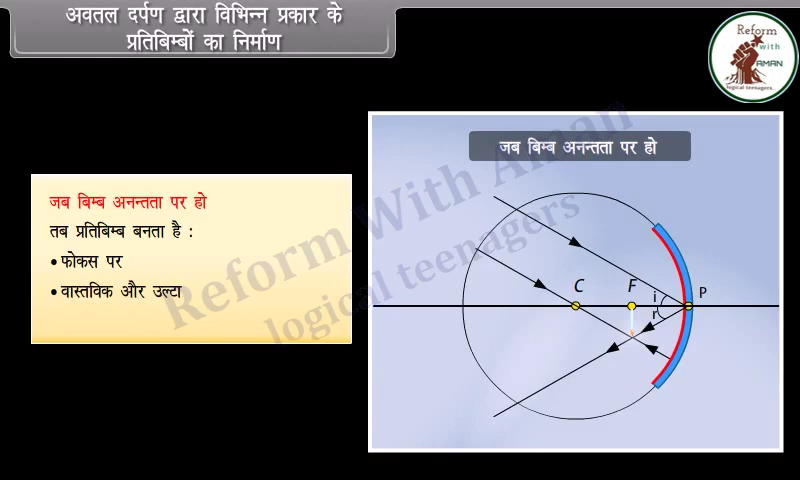 अवतल दर्पण द्वारा विभिन्न प्रकार के
प्रतिबिम्बों का निर्माण
Reform
with
AMAN
logical teenagers.
जब बिम्ब अनन्तता पर हो
तब प्रतिबिम्ब बनता है :
•फोकस पर
•वास्तविक और उल्टा
जब बिम्ब अनन्तता पर हो
C F P
i
r
Reform With Aman
logical teenagers